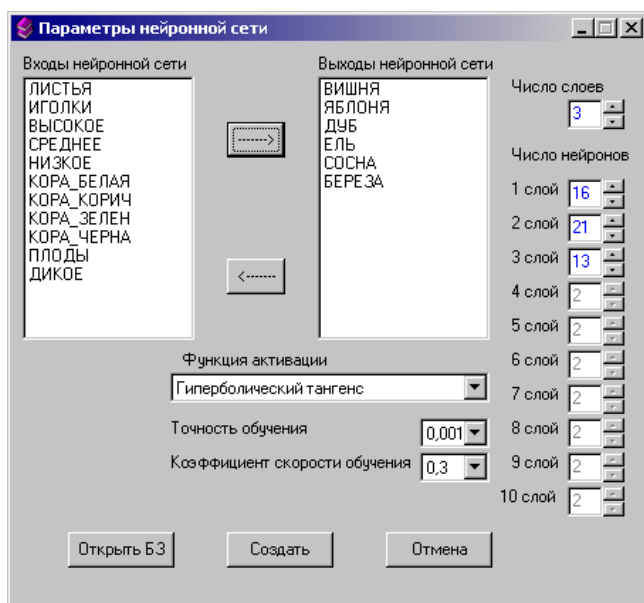 Параметры нейронной сети
Входы нейронной сети
ЛИСТЬЯ
ИГОЛКИ
ВЫСОКОЕ
СРЕДНЕЕ
НИЗКОЕ
КОРА_БЕЛАЯ
КОРА_КОРИЧ
КОРА_ЗЕЛЕН
КОРА_ЧЕРНА
ПЛОДЫ
ДИКОЕ
------>
<-------
Выходы нейронной сети
ВИШНЯ
ЯБЛОНЯ
ДУБ
ЕЛЬ
СОСНА
БЕРЕЗА
Число слоев
3
Число нейронов
1 слой 16
2 слой 21
3 слой 13
4 слой 2
5 слой 2
6 слой 2
7 слой 2
8 слой 2
9 слой 2
10 слой 2
Функция активации
Гиперболический тангенс
Точность обучения 0,001
Коэффициент скорости обучения 0,3
Открыть БЗ
Создать
Отмена